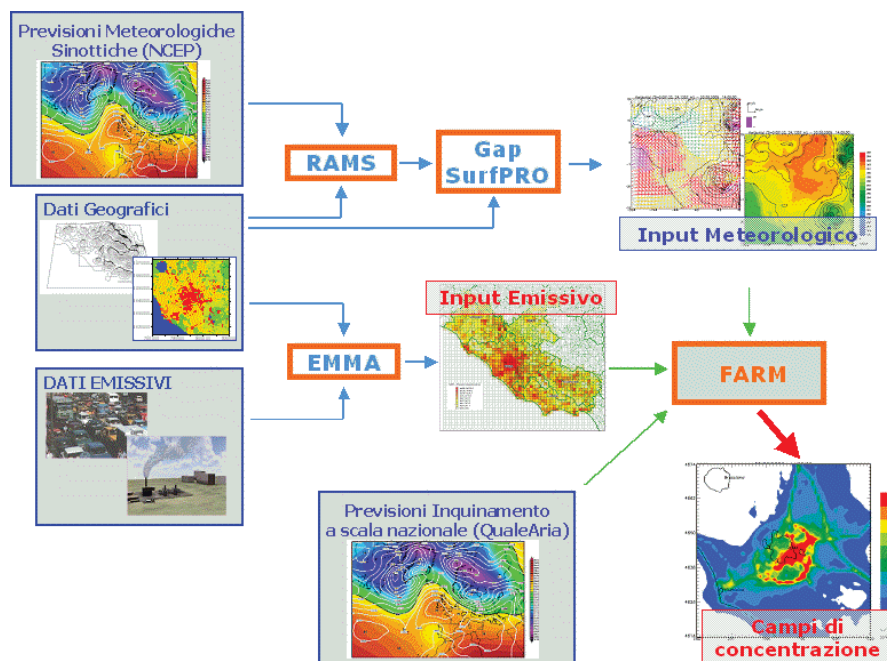 Previsioni Meteorologiche
Sinottiche (NCEP)
RAMS
Gap
SurfPRO
Input Meteorologico
Dati Geografici
Input Emissivo
EMMA
FARM
DATI EMISSIVI
Previsioni Inquinamento
a scala nazionale (QualeAria)
Campi di
concentrazione